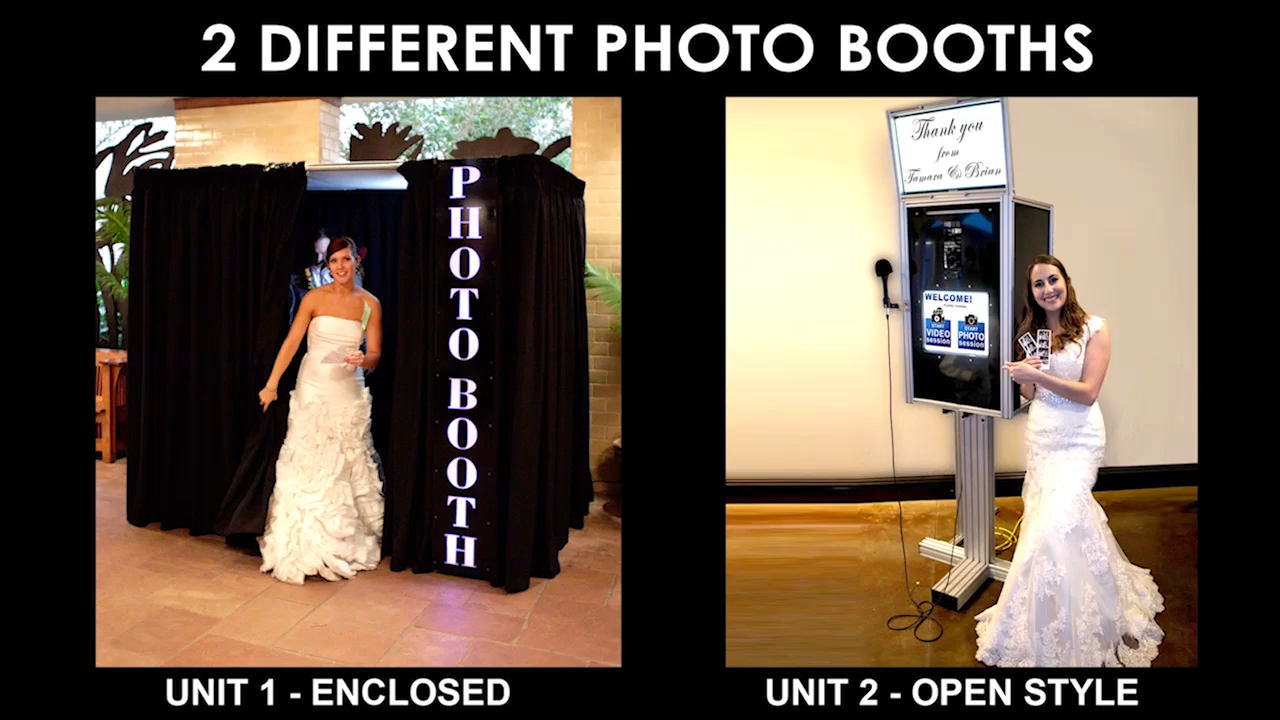 2 DIFFERENT PHOTO BOOTHS
PHOTO BOOTH
Thank you
from
Tamara & Brian
WELCOME!
START
VIDEO
session
START
PHOTO
session
UNIT 1 - ENCLOSED
UNIT 2 - OPEN STYLE